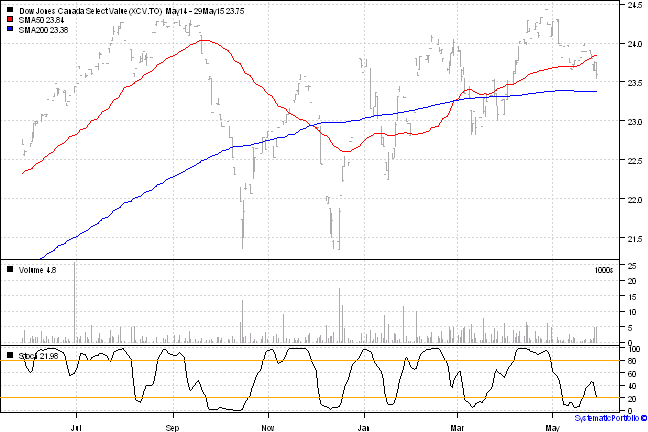 Dow Jones Canada Select Value (XCV.TO) May14 - 29May15 23.75
SMA50 23.84
SMA200 23.38
24.5
24.0
23.5
23.0
22.5
22.0
21.5
Volume 4.8
1000s
25
20
15
10
5
0
Stock 21.98
100
80
60
40
20
0
Jul
Sep
Nov
Jan
Mar
May
SystematicPortfolio ©